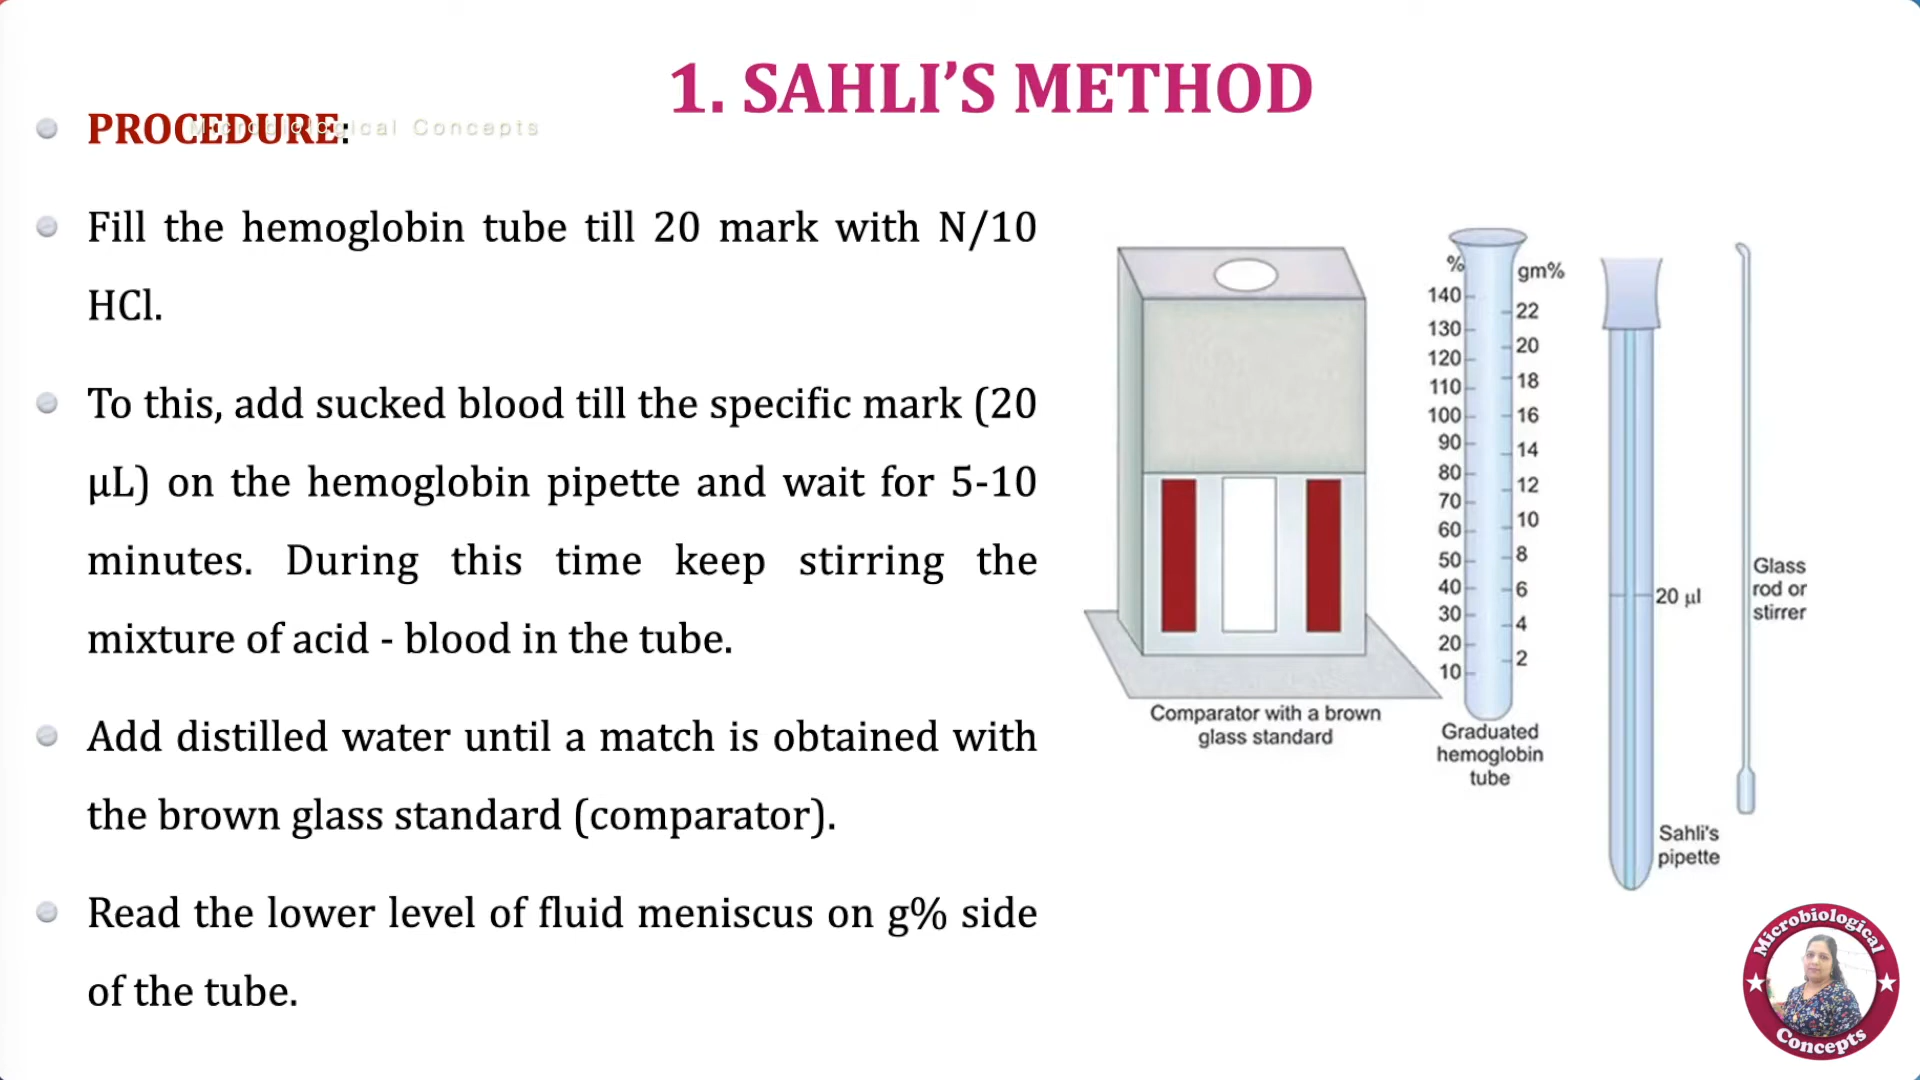 1. SAHLI’S METHOD
PROCEDURE:
Microbiological Concepts
Fill the hemoglobin tube till 20 mark with N/10
HCl.
To this, add sucked blood till the specific mark (20
µL) on the hemoglobin pipette and wait for 5-10
minutes. During this time keep stirring the
mixture of acid - blood in the tube.
Add distilled water until a match is obtained with
the brown glass standard (comparator).
Read the lower level of fluid meniscus on g% side
of the tube.
Comparator with a brown
glass standard
%
140
130
120
110
100
90
80
70
60
50
40
30
20
10
gm%
22
20
18
16
14
12
10
8
6
4
2
Graduated
hemoglobin
tube
20 µl
Sahli's
pipette
Glass
rod or
stirrer
Microbiological
Concepts